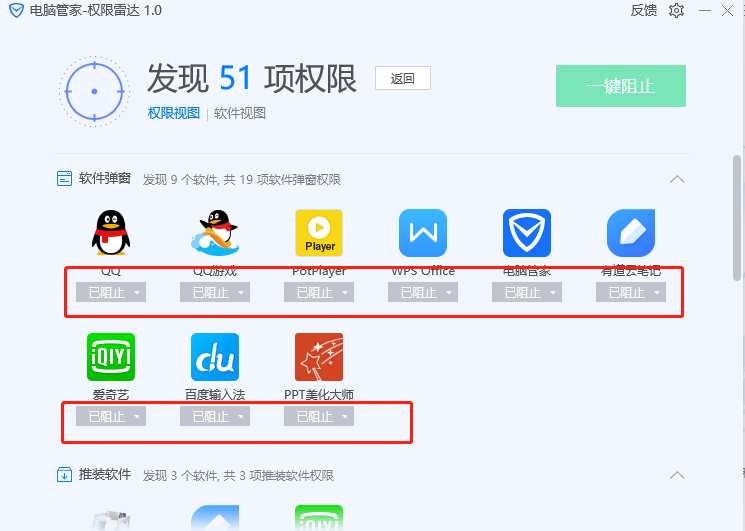 电脑管家-权限雷达 1.0 反馈
发现 51 项权限 返回 一键阻止
权限视图 | 软件视图
软件弹窗 发现 9 个软件, 共 19 项软件弹窗权限
Player
QQ QQ游戏 PotPlayer WPS Office 电脑管家 有道云笔记
已阻止 已阻止 已阻止 已阻止 已阻止 已阻止
iQIYI du
爱奇艺 百度输入法 PPT美化大师
已阻止 已阻止 已阻止
推装软件 发现 3 个软件, 共 3 项推装软件权限
iQIYI